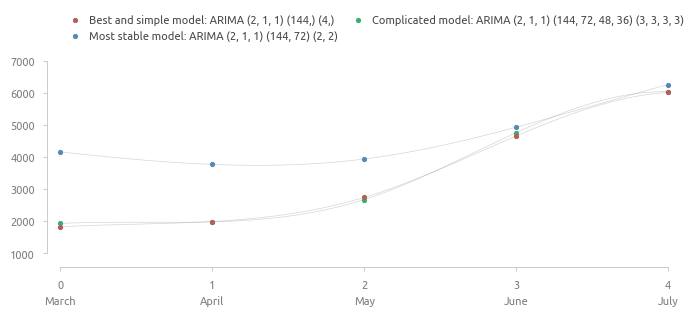 Best and simple model: ARIMA (2, 1, 1) (144,) (4,)
Complicated model: ARIMA (2, 1, 1) (144, 72, 48, 36) (3, 3, 3, 3)
Most stable model: ARIMA (2, 1, 1) (144, 72) (2, 2)
7000
6000
5000
4000
3000
2000
1000
0 1 2 3 4
March April May June July